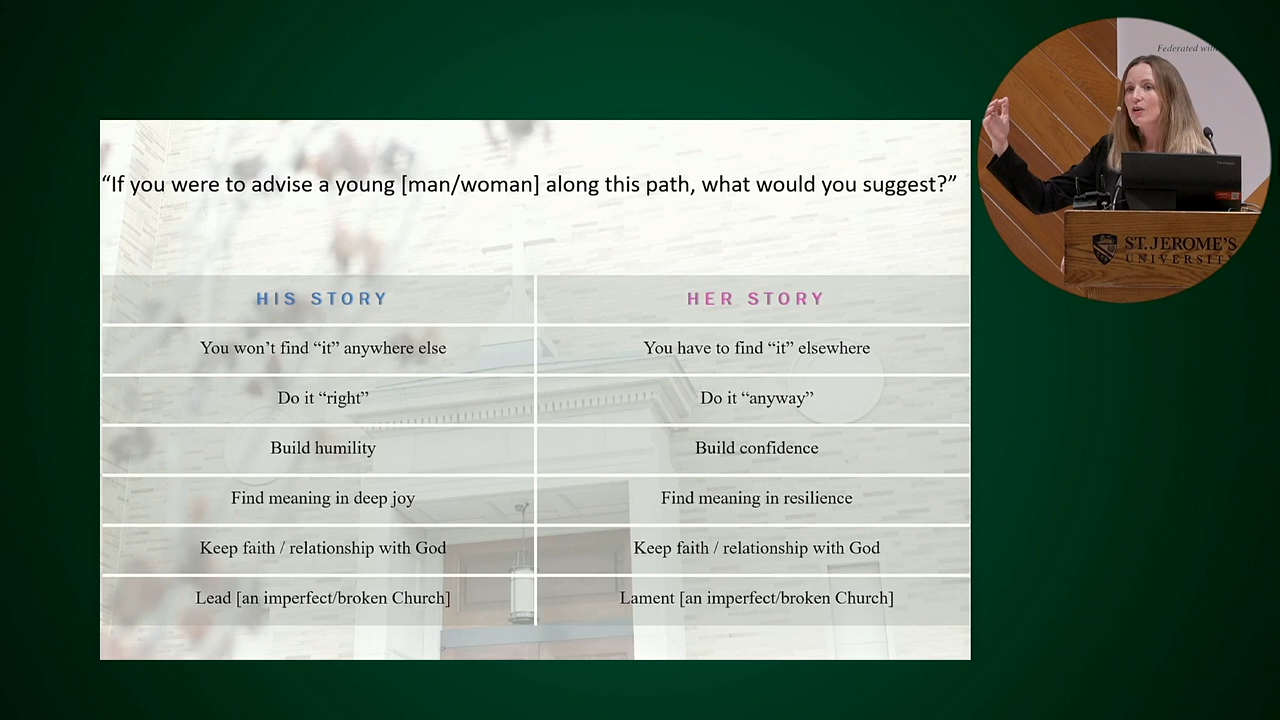 “If you were to advise a young [man/woman] along this path, what would you suggest?”
HIS STORY
HER STORY
You won’t find “it” anywhere else
You have to find “it” elsewhere
Do it “right”
Do it “anyway”
Build humility
Build confidence
Find meaning in deep joy
Find meaning in resilience
Keep faith / relationship with God
Keep faith / relationship with God
Lead [an imperfect/broken Church]
Lament [an imperfect/broken Church]
Federated with
ST. JEROME’S
UNIVERSITY